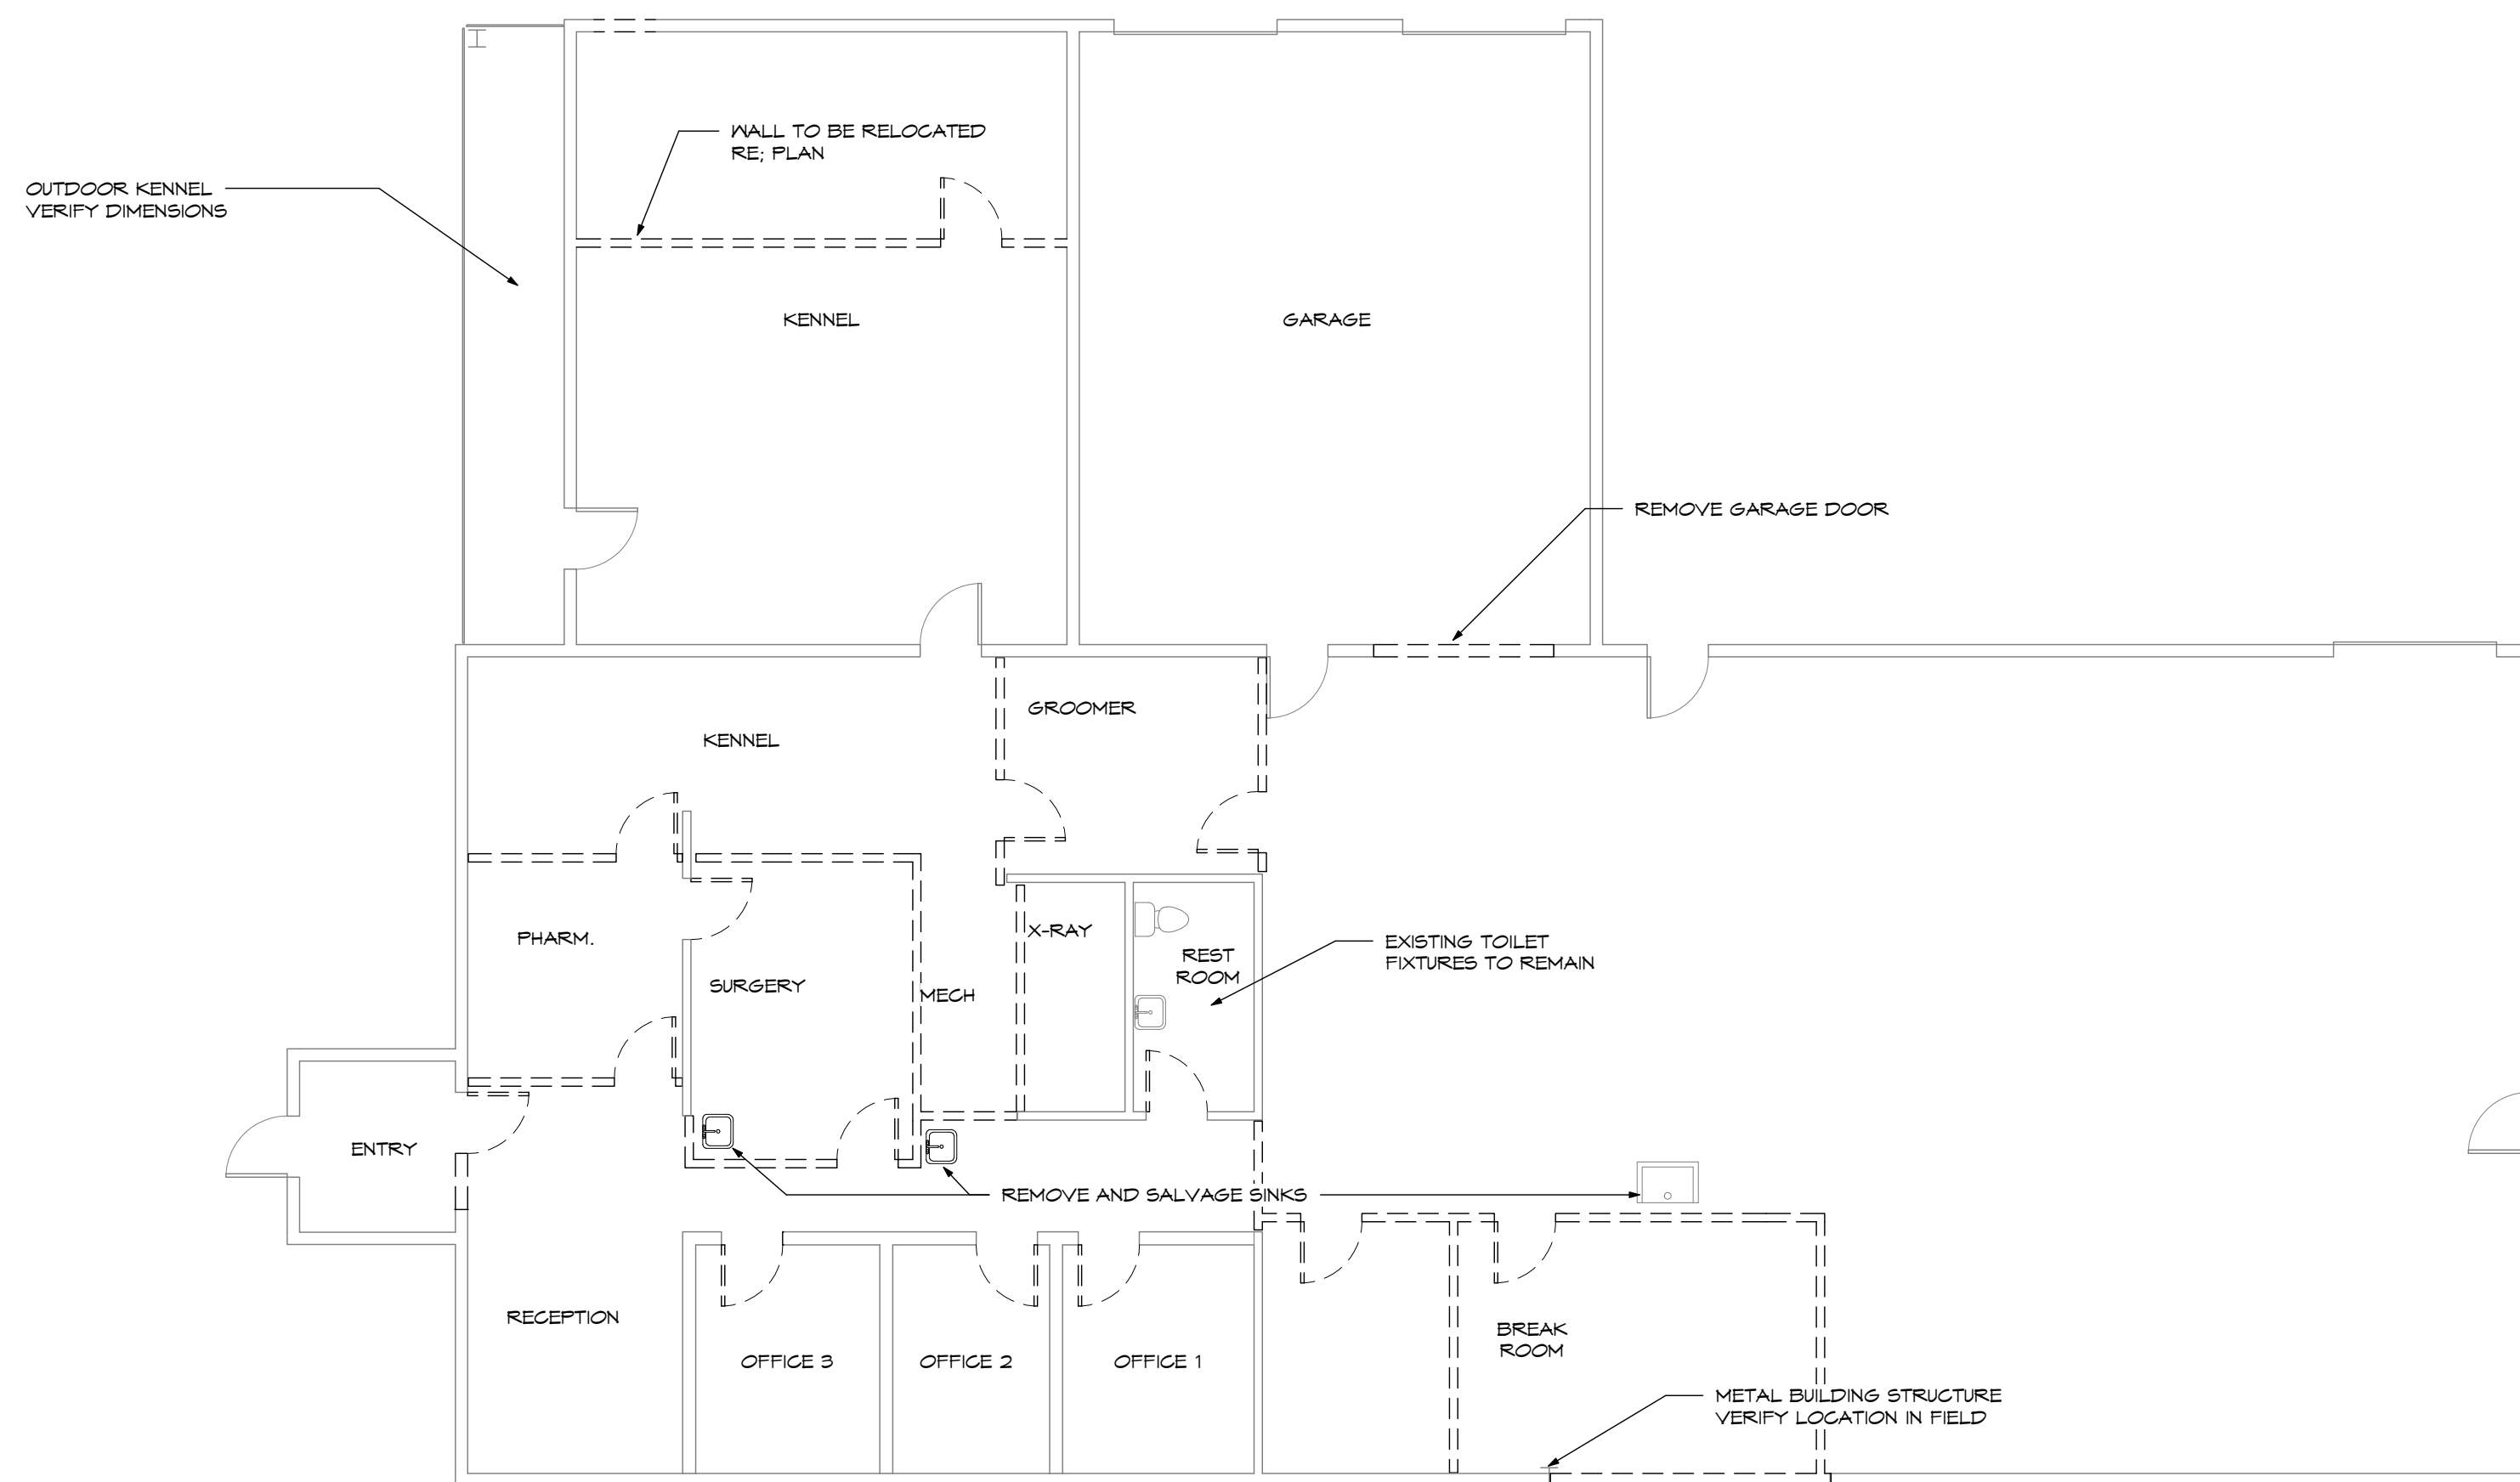 WALL TO BE RELOCATED
RE; PLAN
OUTDOOR KENNEL
VERIFY DIMENSIONS
KENNEL
GARAGE
REMOVE GARAGE DOOR
GROOMER
KENNEL
X-RAY
PHARM.
EXISTING TOILET
FIXTURES TO REMAIN
REST
ROOM
SURGERY
MECH
ENTRY
REMOVE AND SALVAGE SINKS
RECEPTION
BREAK
ROOM
OFFICE 3
OFFICE 2
OFFICE 1
METAL BUILDING STRUCTURE
VERIFY LOCATION IN FIELD